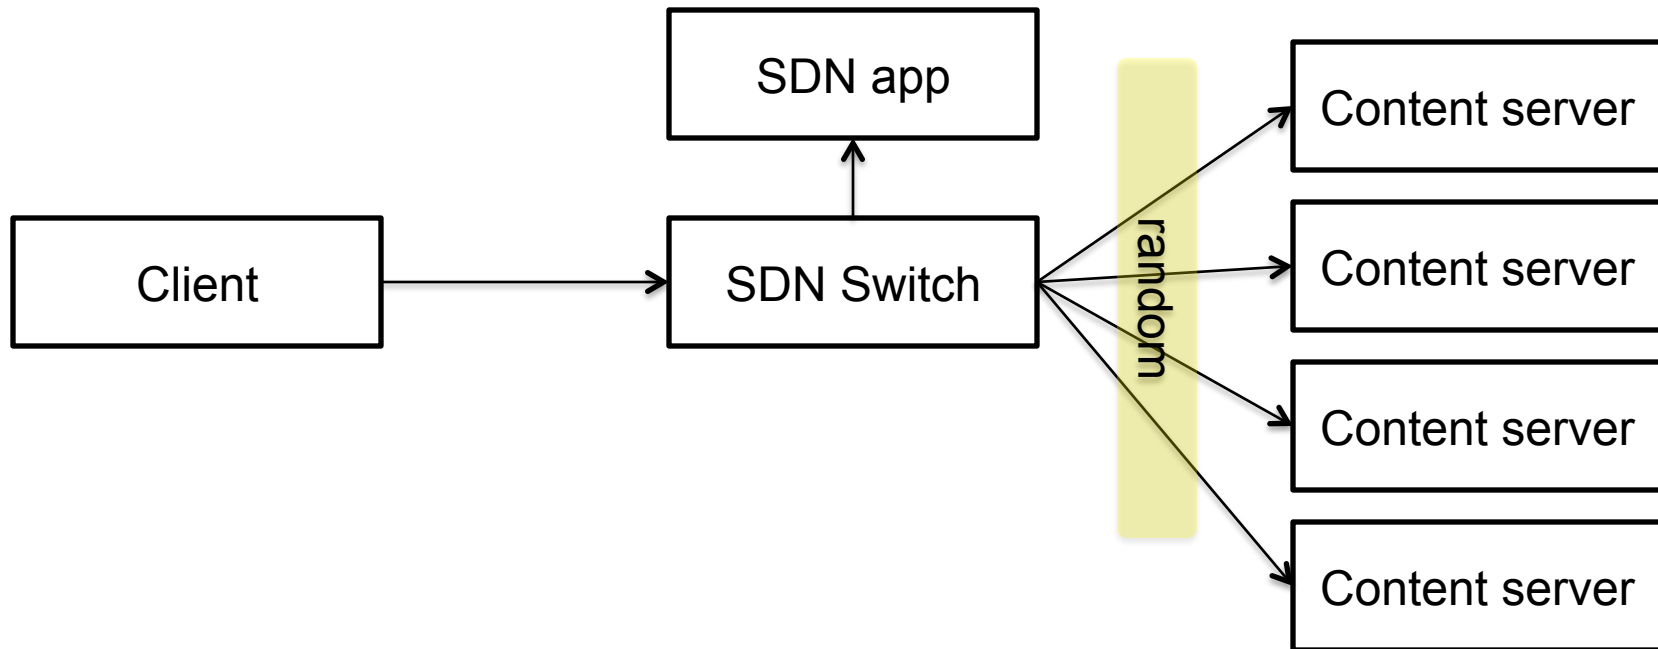 SDN app
Client
SDN Switch
random
Content server
Content server
Content server
Content server